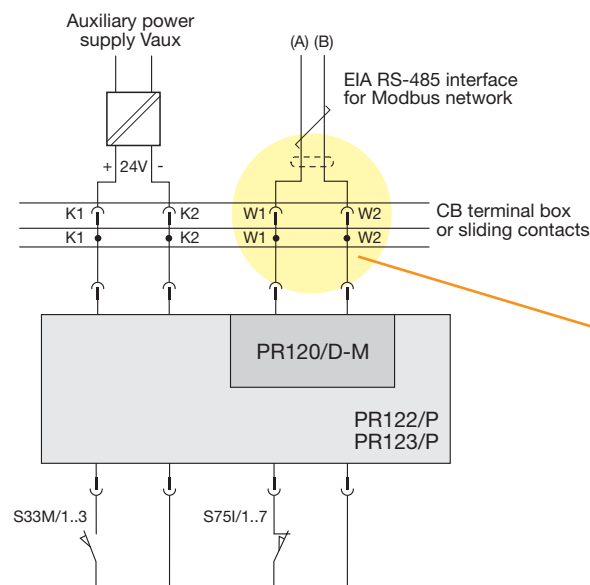 Auxiliary power
supply Vaux
(A) (B)
EIA RS-485 interface
for Modbus network
+ 24V -
K1 K2 W1 W2
CB terminal box
or sliding contacts
K1 K2 W1 W2
PR120/D-M
PR122/P
PR123/P
S33M/1..3
S75I/1..7